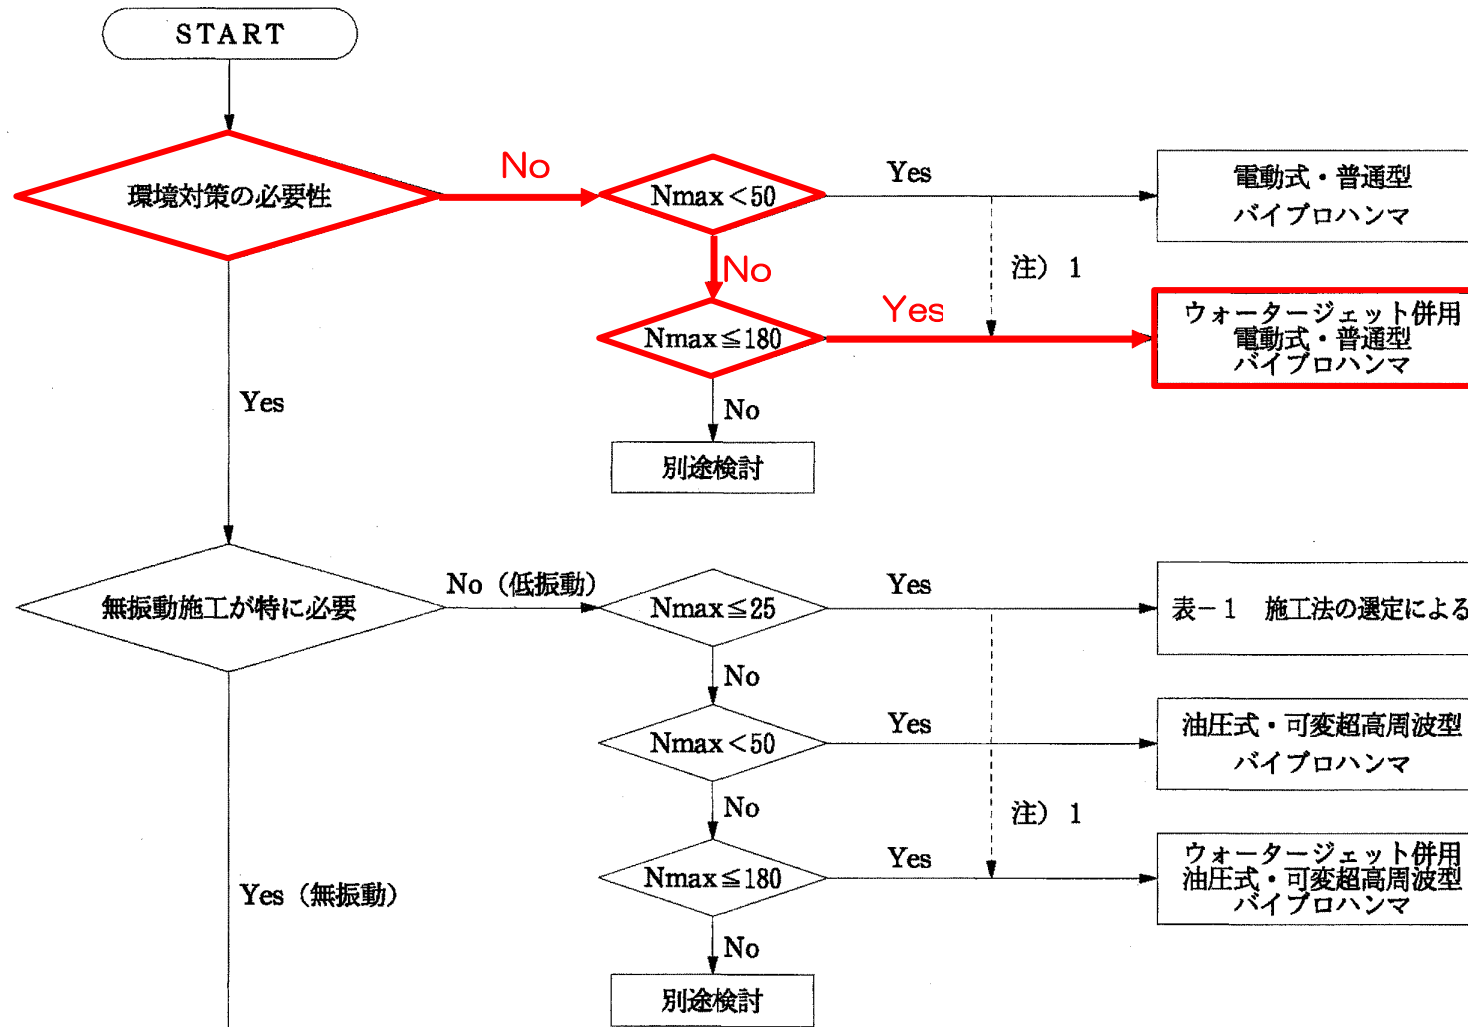 START
環境対策の必要性
No
Nmax＜50
Yes
電動式・普通型
バイブロハンマ
注）1
No
Nmax≦180
Yes
ウォータージェット併用
電動式・普通型
バイブロハンマ
No
別途検討
Yes
無振動施工が特に必要
No（低振動）
Nmax≦25
Yes
表－1　施工法の選定による
No
Nmax＜50
Yes
油圧式・可変超高周波型
バイブロハンマ
No
注）1
Nmax≦180
Yes
ウォータージェット併用
油圧式・可変超高周波型
バイブロハンマ
No
別途検討
Yes（無振動）